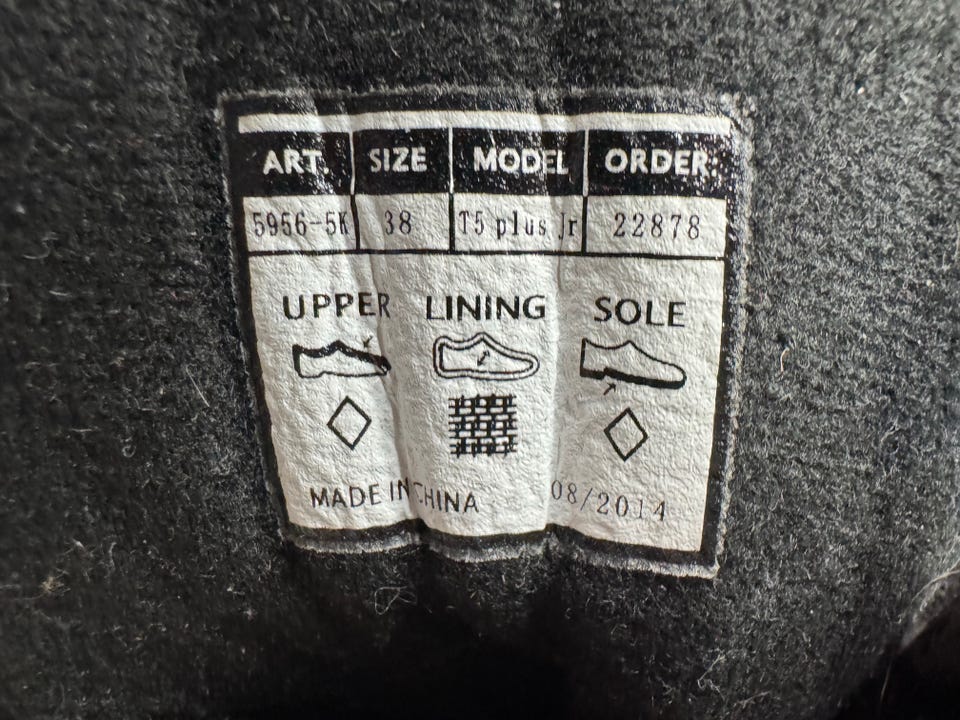 ART. SIZE MODEL ORDER:
5956-5K 38 T5 plus Jr 22878
UPPER LINING SOLE
MADE IN CHINA 08/2014